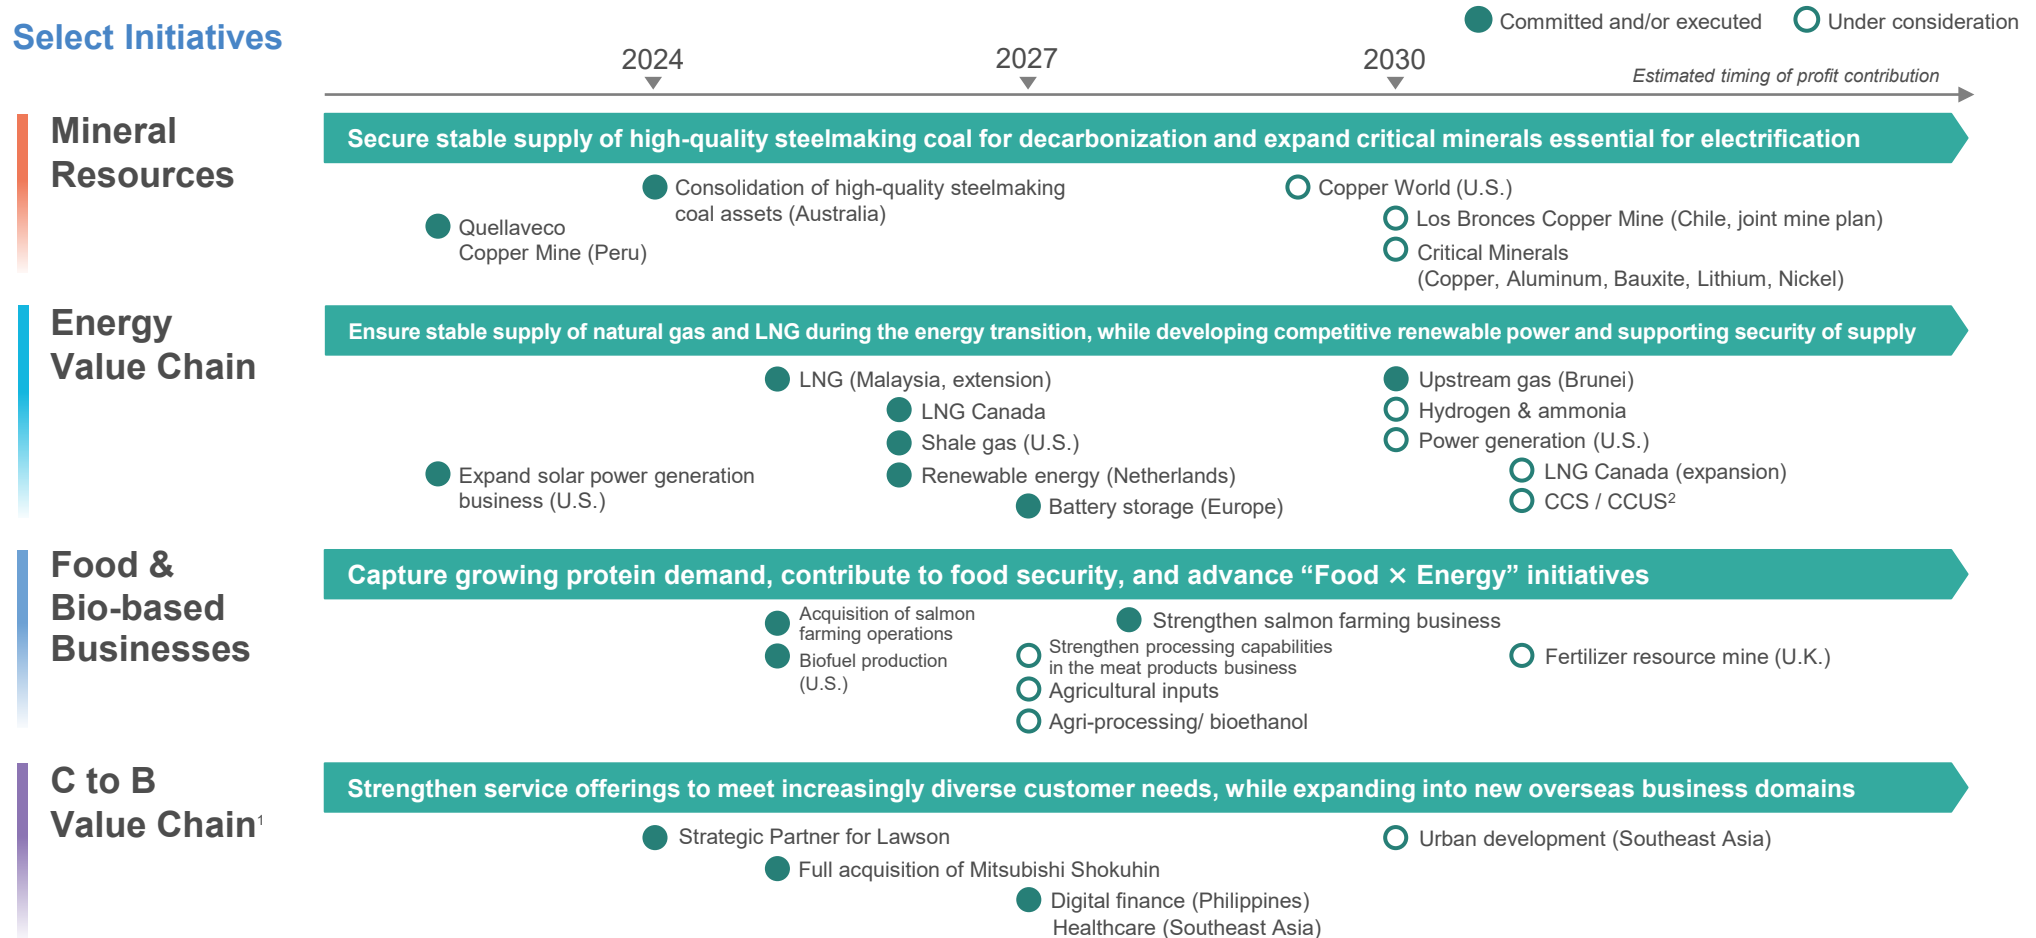 Select Initiatives
Committed and/or executed
Under consideration
2024
2027
2030
Estimated timing of profit contribution
Mineral
Resources
Secure stable supply of high-quality steelmaking coal for decarbonization and expand critical minerals essential for electrification
Consolidation of high-quality steelmaking
coal assets (Australia)
Quellaveco
Copper Mine (Peru)
Copper World (U.S.)
Los Bronces Copper Mine (Chile, joint mine plan)
Critical Minerals
(Copper, Aluminum, Bauxite, Lithium, Nickel)
Energy
Value Chain
Ensure stable supply of natural gas and LNG during the energy transition, while developing competitive renewable power and supporting security of supply
LNG (Malaysia, extension)
LNG Canada
Shale gas (U.S.)
Expand solar power generation
business (U.S.)
Renewable energy (Netherlands)
Battery storage (Europe)
Upstream gas (Brunei)
Hydrogen & ammonia
Power generation (U.S.)
LNG Canada (expansion)
CCS / CCUS²
Food &
Bio-based
Businesses
Capture growing protein demand, contribute to food security, and advance “Food × Energy” initiatives
Acquisition of salmon
farming operations
Biofuel production
(U.S.)
Strengthen salmon farming business
Strengthen processing capabilities
in the meat products business
Agricultural inputs
Agri-processing/ bioethanol
Fertilizer resource mine (U.K.)
C to B
Value Chain¹
Strengthen service offerings to meet increasingly diverse customer needs, while expanding into new overseas business domains
Strategic Partner for Lawson
Full acquisition of Mitsubishi Shokuhin
Digital finance (Philippines)
Healthcare (Southeast Asia)
Urban development (Southeast Asia)